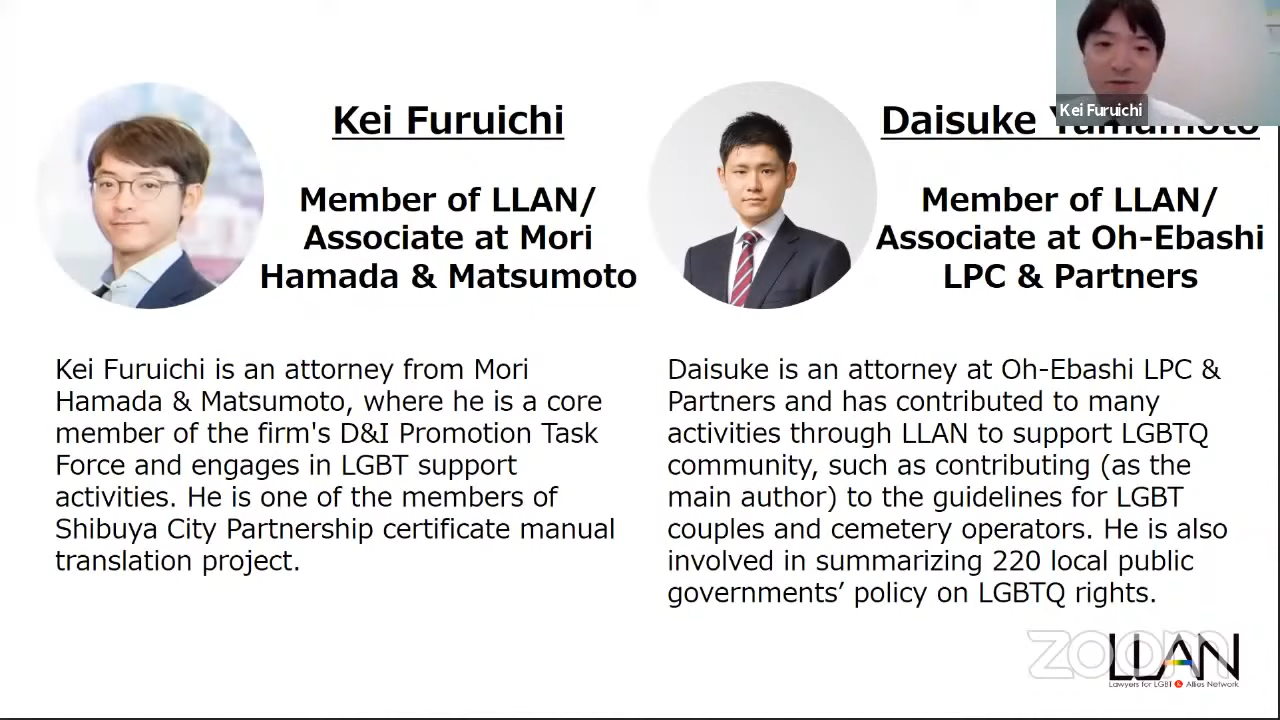 Kei Furuichi
Member of LLAN/
Associate at Mori
Hamada & Matsumoto
Kei Furuichi is an attorney from Mori
Hamada & Matsumoto, where he is a core
member of the firm's D&I Promotion Task
Force and engages in LGBT support
activities. He is one of the members of
Shibuya City Partnership certificate manual
translation project.
Daisuke Yamamoto
Member of LLAN/
Associate at Oh-Ebashi
LPC & Partners
Daisuke is an attorney at Oh-Ebashi LPC &
Partners and has contributed to many
activities through LLAN to support LGBTQ
community, such as contributing (as the
main author) to the guidelines for LGBT
couples and cemetery operators. He is also
involved in summarizing 220 local public
governments’ policy on LGBTQ rights.
Kei Furuichi
zoom
LLAN
Lawyers for LGBT & Allies Network